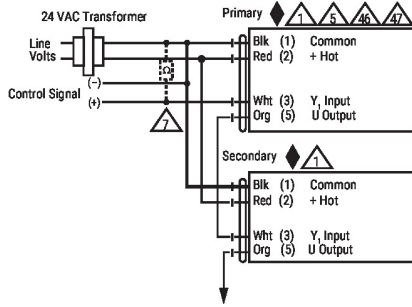 24 VAC Transformer
Primary
1
5
46
47
Line
Volts
Blk (1) Common
Red (2) + Hot
(–)
Control Signal
(+)
Ω
7
Wht (3) Y₁ Input
Org (5) U Output
Secondary
1
Blk (1) Common
Red (2) + Hot
Wht (3) Y₁ Input
Org (5) U Output